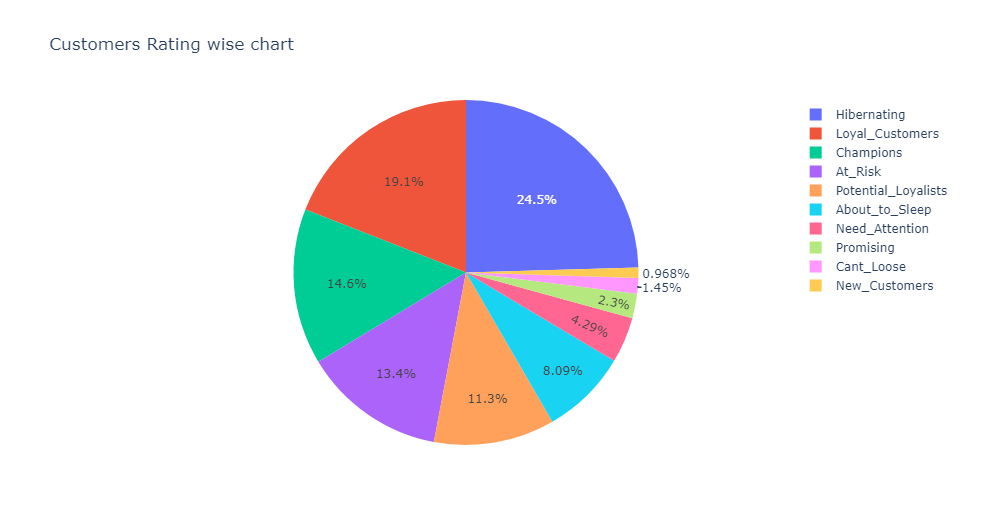 Customers Rating wise chart
24.5%
19.1%
14.6%
13.4%
11.3%
8.09%
4.29%
2.3%
1.45%
0.968%
Hibernating
Loyal_Customers
Champions
At_Risk
Potential_Loyalists
About_to_Sleep
Need_Attention
Promising
Cant_Loose
New_Customers